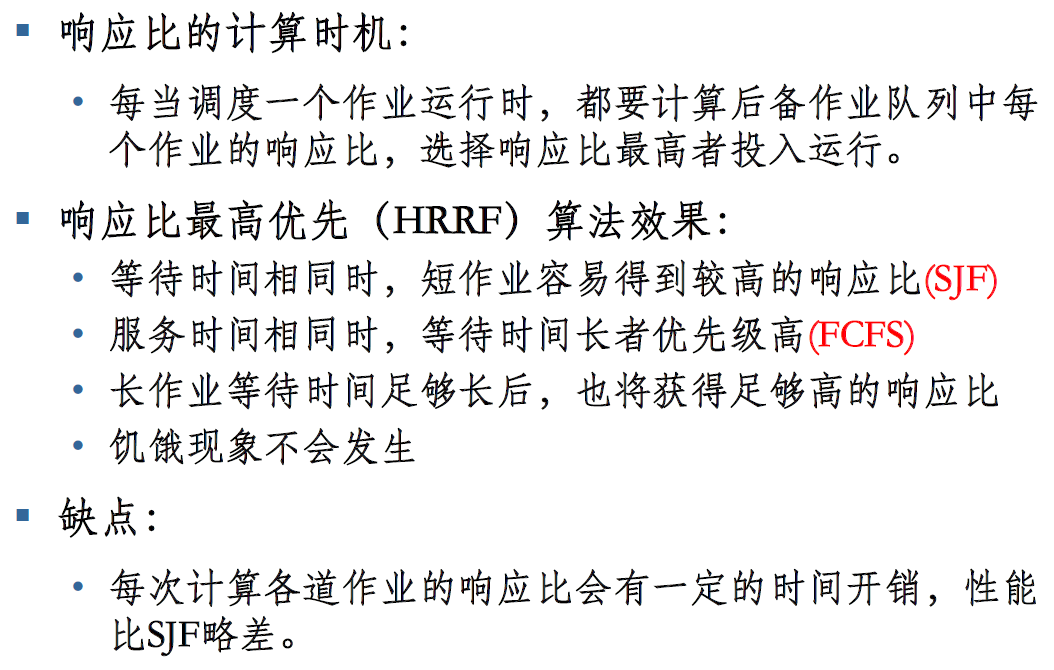 ▪ 响应比的计算时机：
• 每当调度一个作业运行时，都要计算后备作业队列中每
个作业的响应比，选择响应比最高者投入运行。
▪ 响应比最高优先（HRRF）算法效果：
• 等待时间相同时，短作业容易得到较高的响应比(SJF)
• 服务时间相同时，等待时间长者优先级高(FCFS)
• 长作业等待时间足够长后，也将获得足够高的响应比
• 饥饿现象不会发生
▪ 缺点：
• 每次计算各道作业的响应比会有一定的时间开销，性能
比SJF略差。